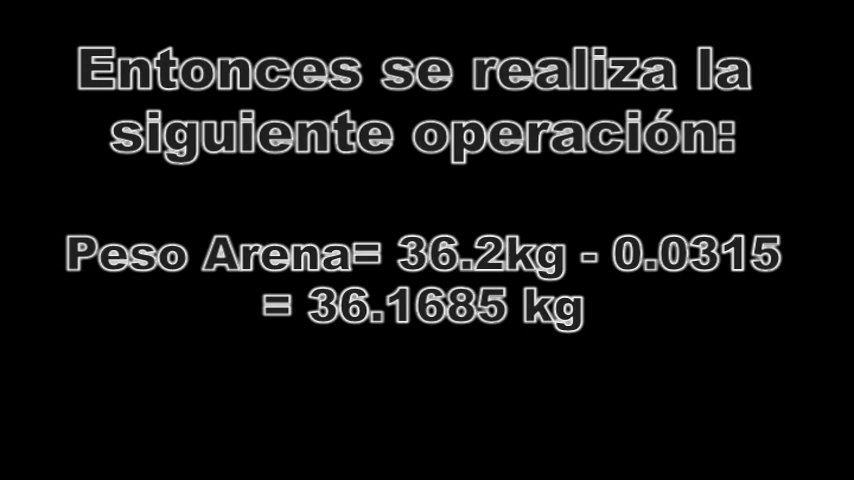 Entonces se realiza la
siguiente operación:
Peso Arena= 36.2kg - 0.0315
= 36.1685 kg